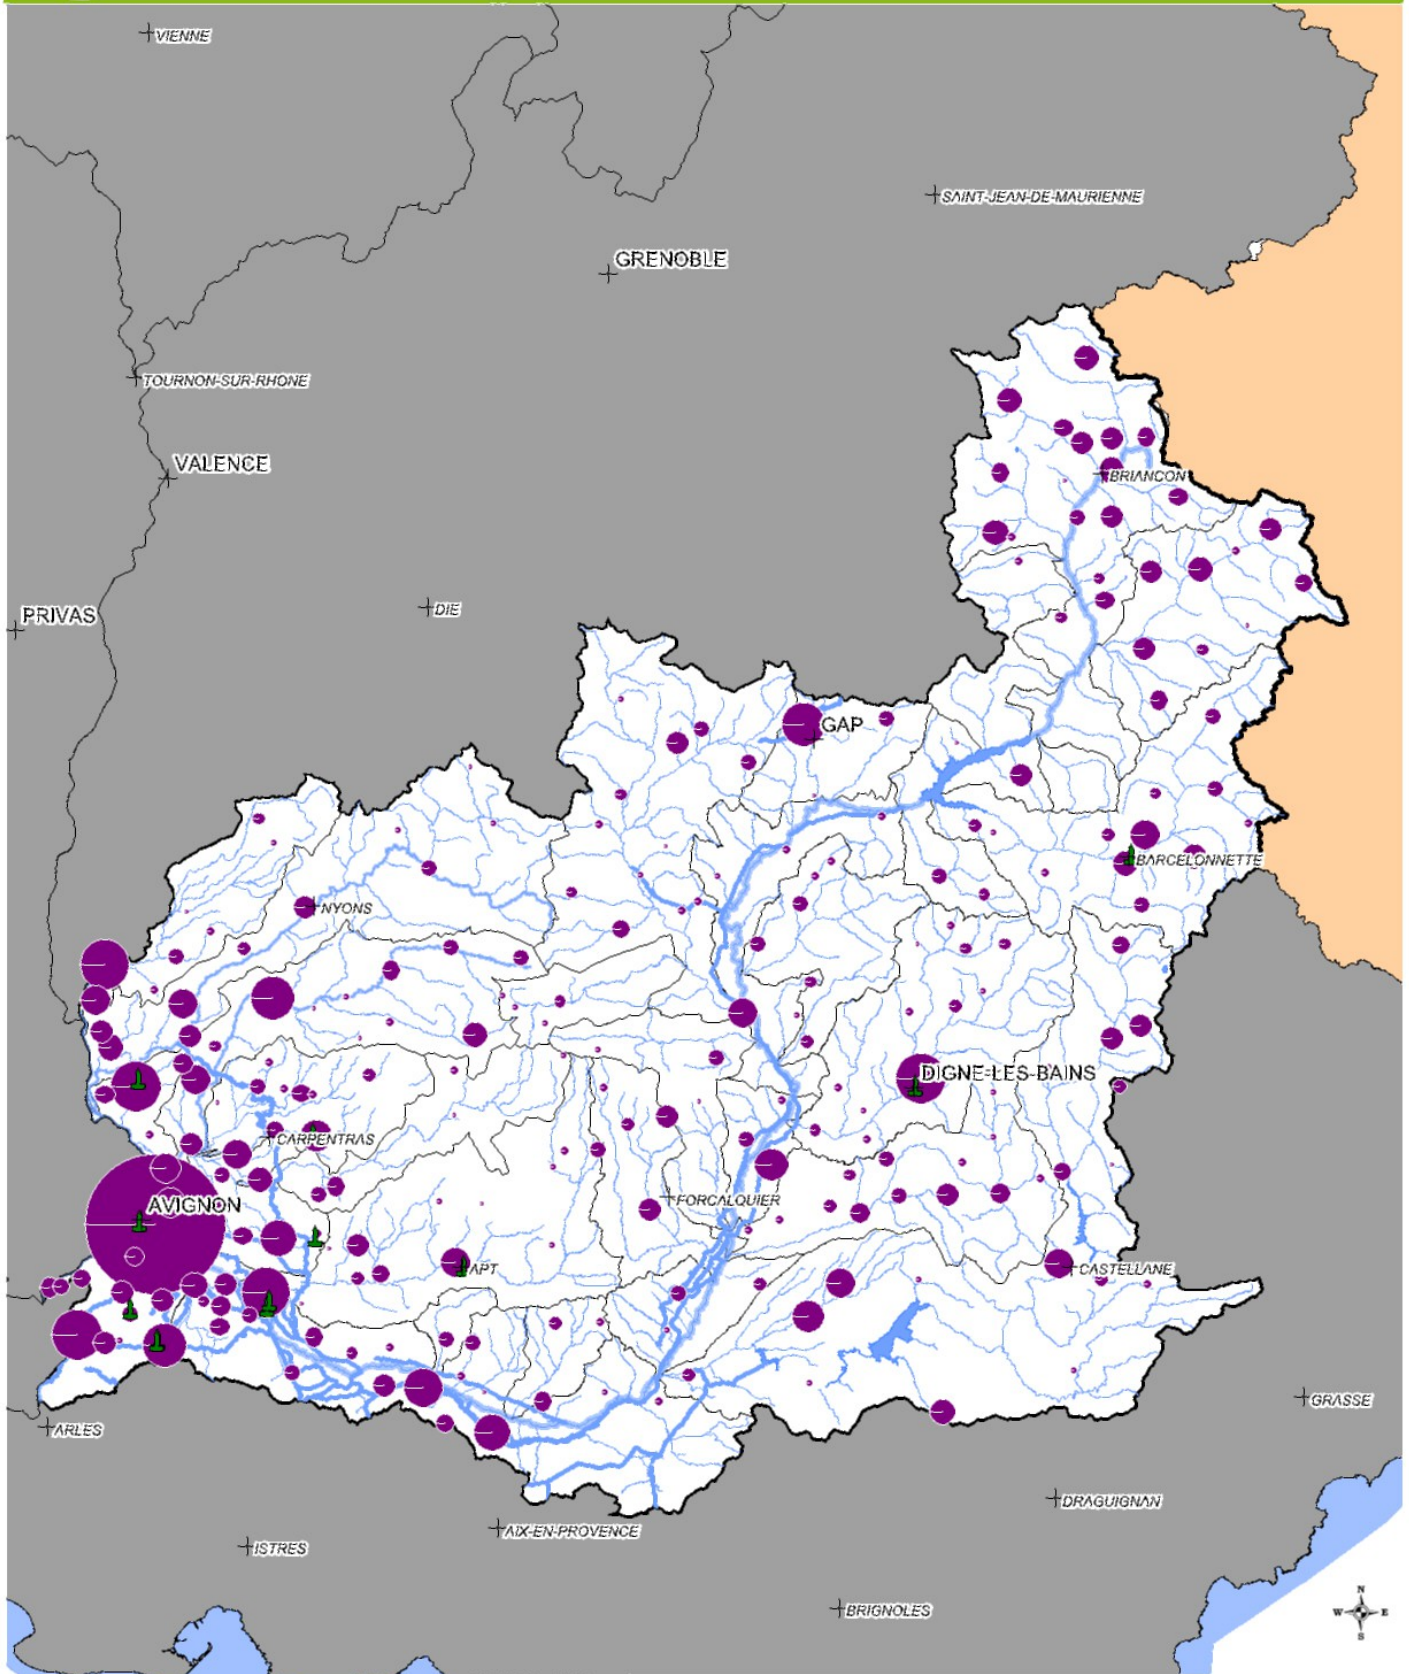 VIENNE
SAINT-JEAN-DE-MAURIENNE
GRENOBLE
TOURNON-SUR-RHONE
VALENCE
BRIANCON
DIE
PRIVAS
GAP
BARCELONNETTE
NYONS
DIGNE-LES-BAINS
CARPENTRAS
FORCALQUIER
AVIGNON
APT
CASTELLANE
GRASSE
ARLES
DRAGUIGNAN
AIX-EN-PROVENCE
ISTRES
N
W E
S
BRIGNOLES